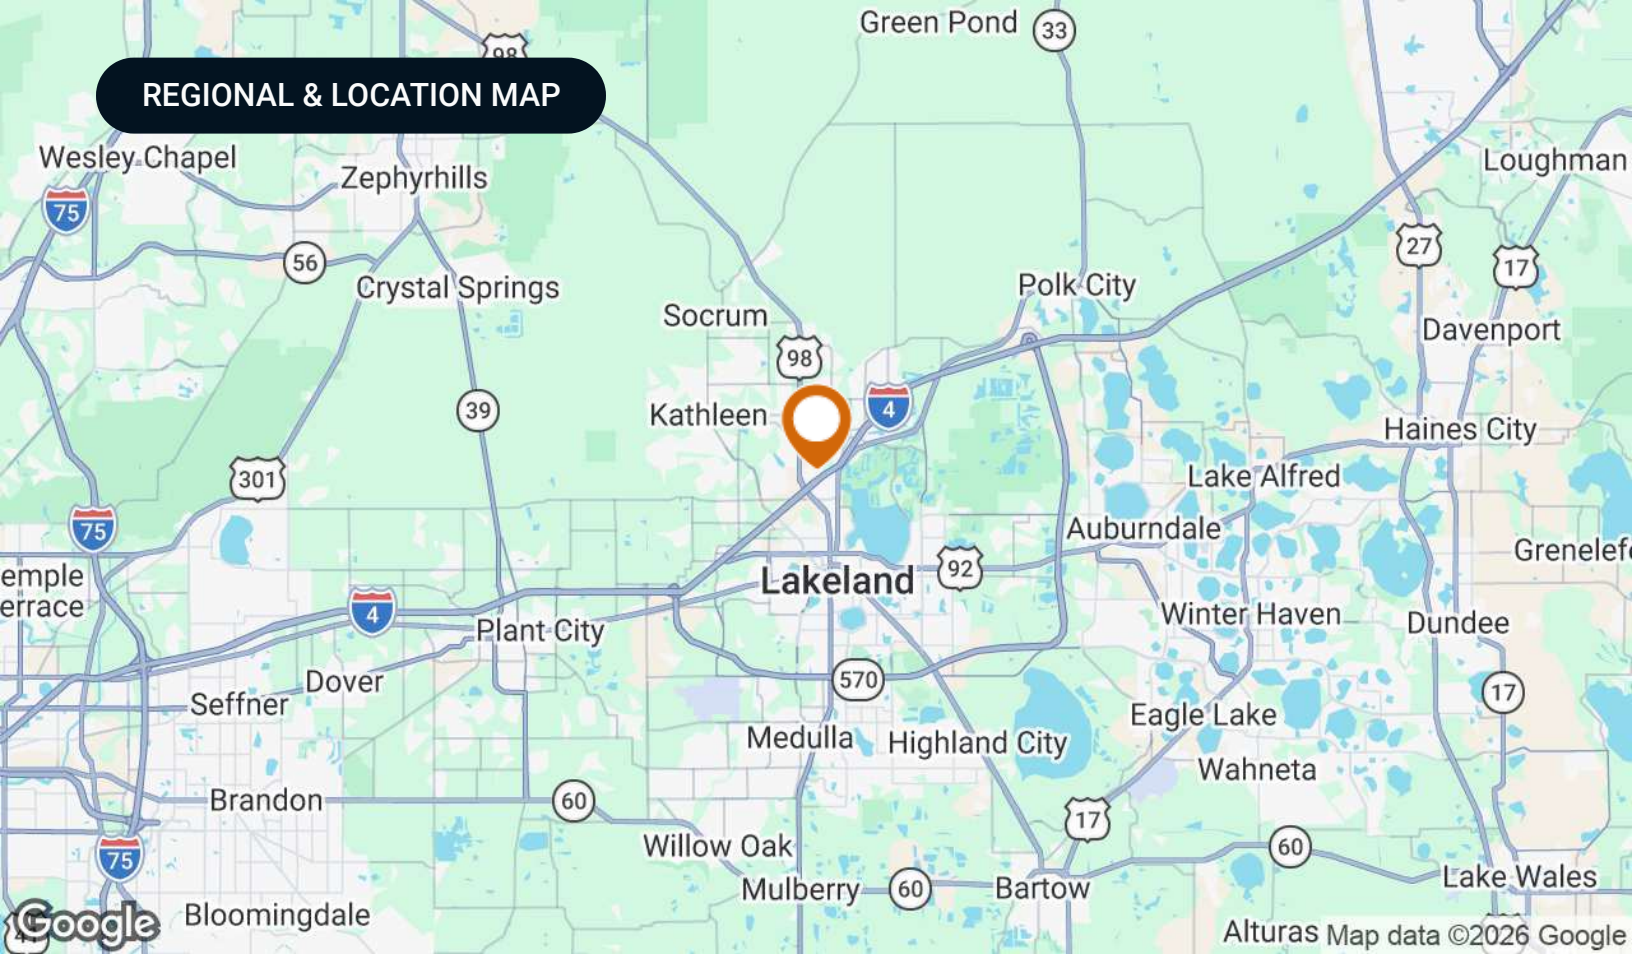 Green Pond
33
98
REGIONAL & LOCATION MAP
Wesley Chapel
Zephyrhills
Loughman
75
56
27
17
Crystal Springs
Polk City
Socrum
Davenport
98
39
Kathleen
4
Haines City
301
Lake Alfred
75
Auburndale
Grenelefe
92
emple
errace
Lakeland
4
Plant City
Winter Haven
Dundee
Dover
570
17
Seffner
Medulla
Highland City
Eagle Lake
Wahneta
Brandon
60
17
75
Willow Oak
60
Mulberry
60
Bartow
Lake Wales
Bloomingdale
41
Google
Alturas
Map data ©2026 Google